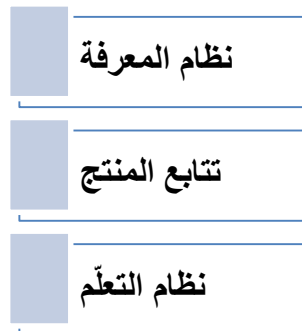 نظام المعرفة
تتابع المنتج
نظام التعلّم